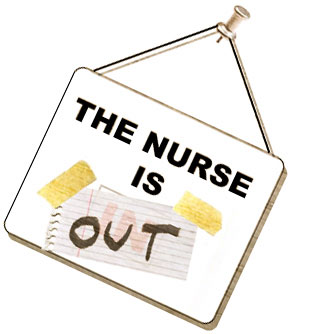 THE NURSE
IS
OUT